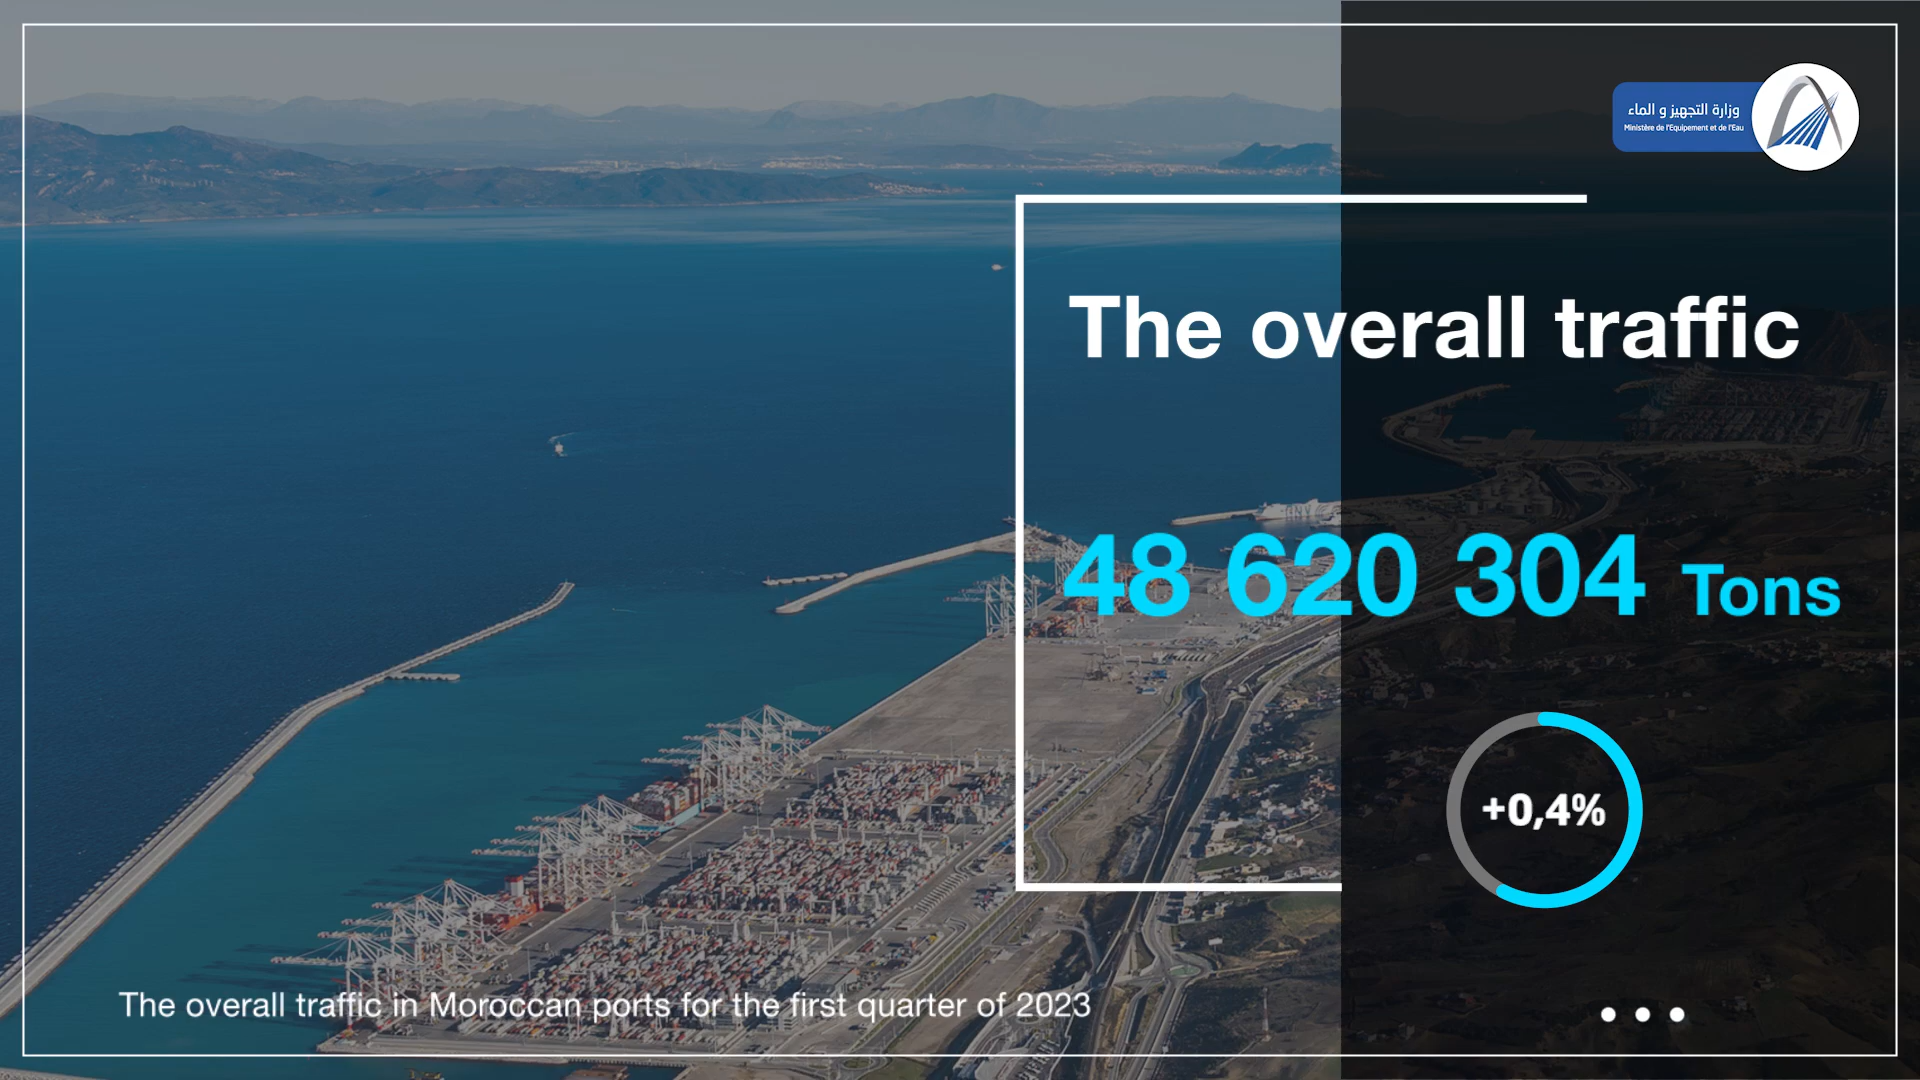 وزارة التجهيز و الماء
Ministère de l'Equipement et de l'Eau
The overall traffic
48 620 304 Tons
+0,4%
The overall traffic in Moroccan ports for the first quarter of 2023